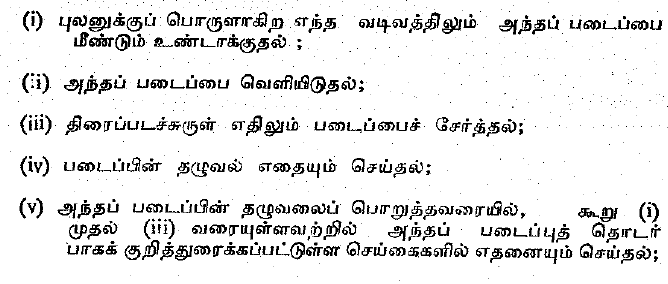 (i) புலனுக்குப் பொருளாகிற எந்த வடிவத்திலும் அந்தப் படைப்பை
மீண்டும் உண்டாக்குதல் ;
(ii) அந்தப் படைப்பை வெளியிடுதல்;
(iii) திரைப்படச்சுருள் எதிலும் படைப்பைச் சேர்த்தல்;
(iv) படைப்பின் தழுவல் எதையும் செய்தல்;
(v) அந்தப் படைப்பின் தழுவலைப் பொறுத்தவரையில், கூறு (i)
முதல் (iii) வரையுள்ளவற்றில் அந்தப் படைப்புத் தொடர்
பாகக் குறித்துரைக்கப்பட்டுள்ள செய்கைகளில் எதனையும் செய்தல்;